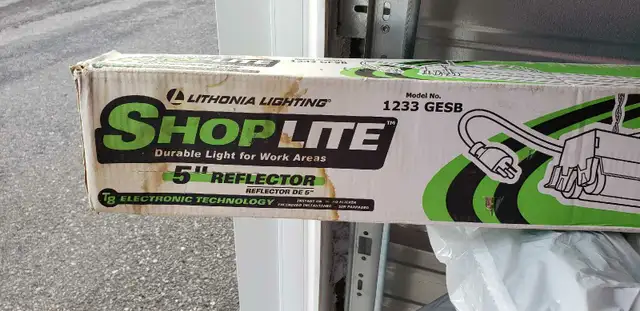 LITHONIA LIGHTING®
Model No.
1233 GESB
SHOPLITE™
Durable Light for Work Areas
5" REFLECTOR
REFLECTOR DE 5"
T8 ELECTRONIC TECHNOLOGY